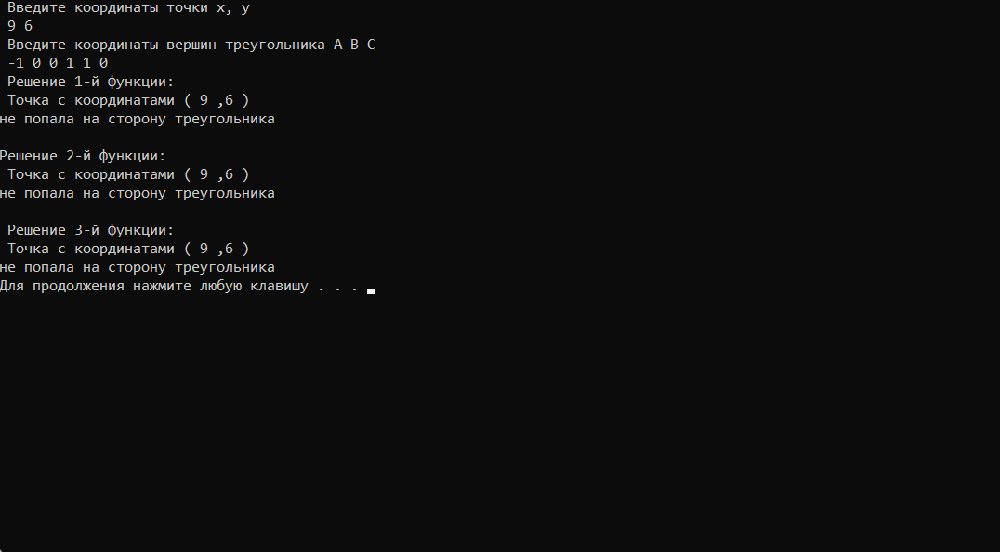 Введите координаты точки x, y
9 6
Введите координаты вершин треугольника A B C
-1 0 0 1 1 0
Решение 1-й функции:
Точка с координатами ( 9 ,6 )
не попала на сторону треугольника
Решение 2-й функции:
Точка с координатами ( 9 ,6 )
не попала на сторону треугольника
Решение 3-й функции:
Точка с координатами ( 9 ,6 )
не попала на сторону треугольника
Для продолжения нажмите любую клавишу . . .